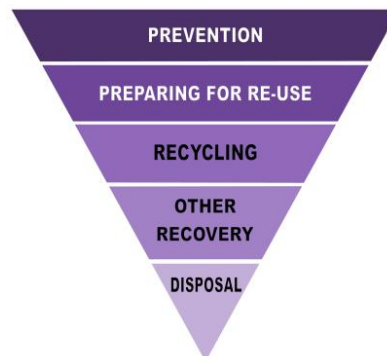 PREVENTION
PREPARING FOR RE-USE
RECYCLING
OTHER
RECOVERY
DISPOSAL